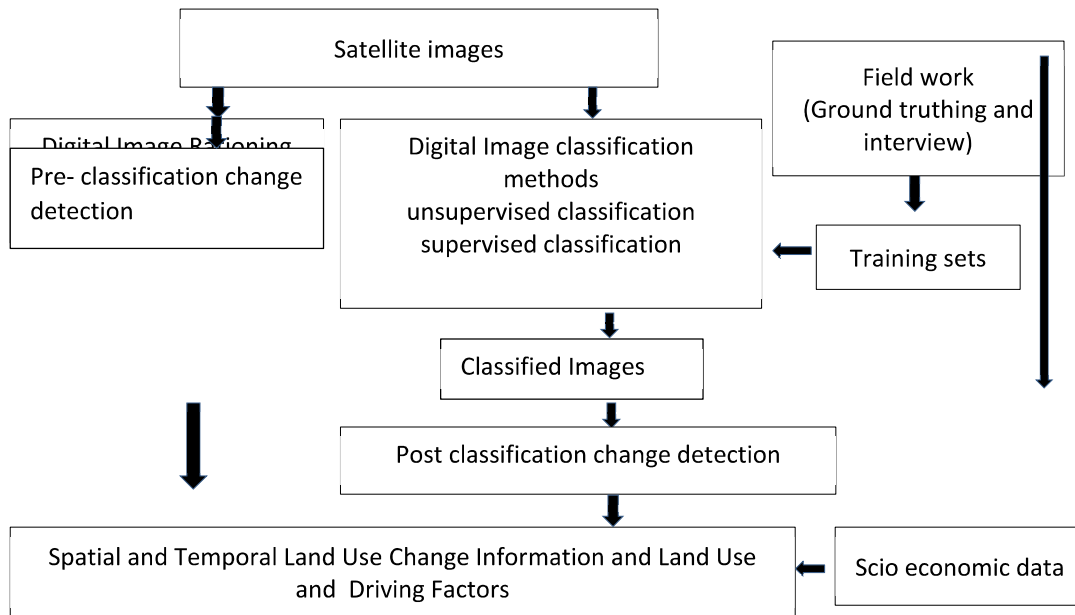 Satellite images
Field work
(Ground truthing and
interview)
Digital Image
Pre- classification change
detection
Digital Image classification
methods
unsupervised classification
supervised classification
Training sets
Classified Images
Post classification change detection
Spatial and Temporal Land Use Change Information and Land Use
and Driving Factors
Scio economic data